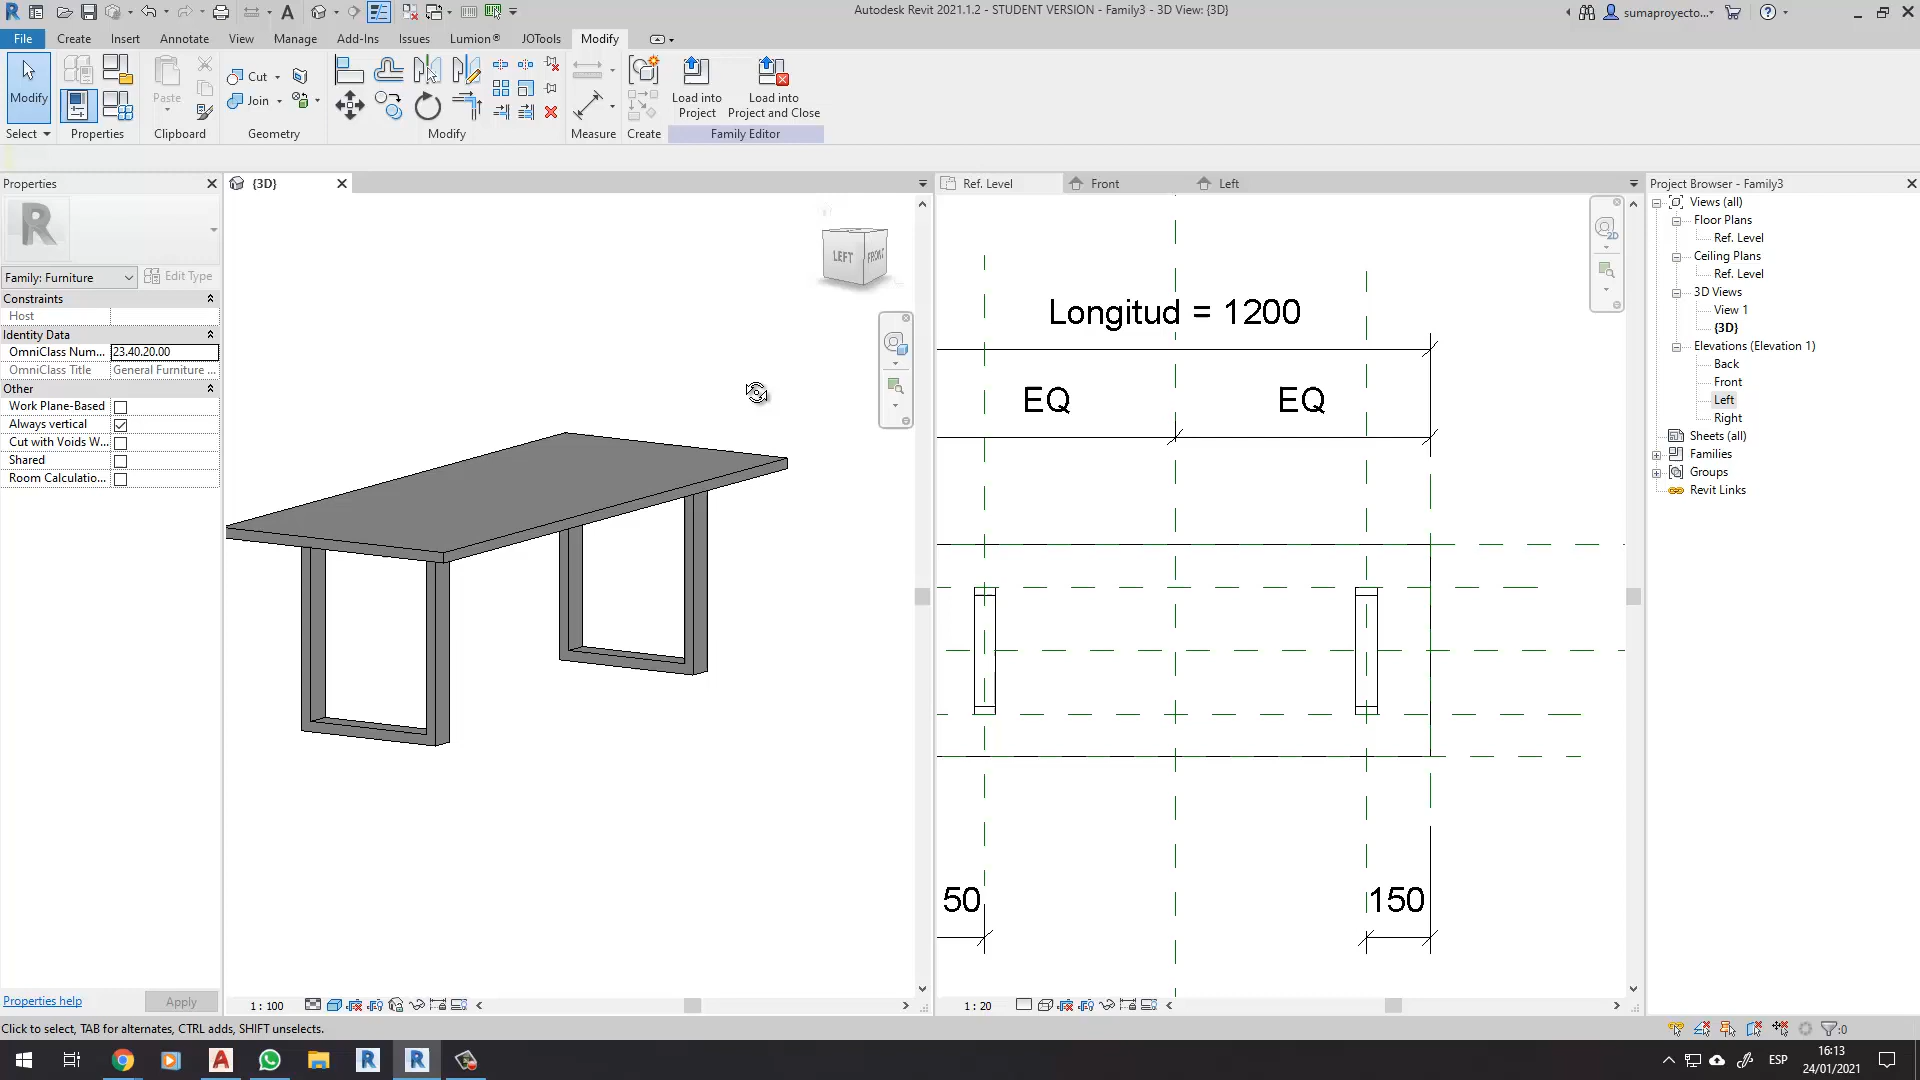 Autodesk Revit 2021.1.2 - STUDENT VERSION - Family3 - 3D View: {3D}
sumaproyecto...
File Create Insert Annotate View Manage Add-Ins Issues Lumion® JOTools Modify
Modify
Paste
Cut
Join
Load into
Project
Load into
Project and Close
Select Properties Clipboard Geometry Modify Measure Create Family Editor
Properties
{3D}
Ref. Level
Front
Left
Project Browser - Family3
R
Family: Furniture
Edit Type
Constraints
Host
Identity Data
OmniClass Num... 23.40.20.00
OmniClass Title General Furniture ...
Other
Work Plane-Based
Always vertical
Cut with Voids W...
Shared
Room Calculatio...
Properties help
Apply
LEFT
FRONT
1 : 100
2D
Longitud = 1200
EQ
EQ
50
150
1 : 20
Views (all)
Floor Plans
Ref. Level
Ceiling Plans
Ref. Level
3D Views
View 1
{3D}
Elevations (Elevation 1)
Back
Front
Left
Right
Sheets (all)
Families
Groups
Revit Links
Click to select, TAB for alternates, CTRL adds, SHIFT unselects.
:0
ESP
16:13
24/01/2021